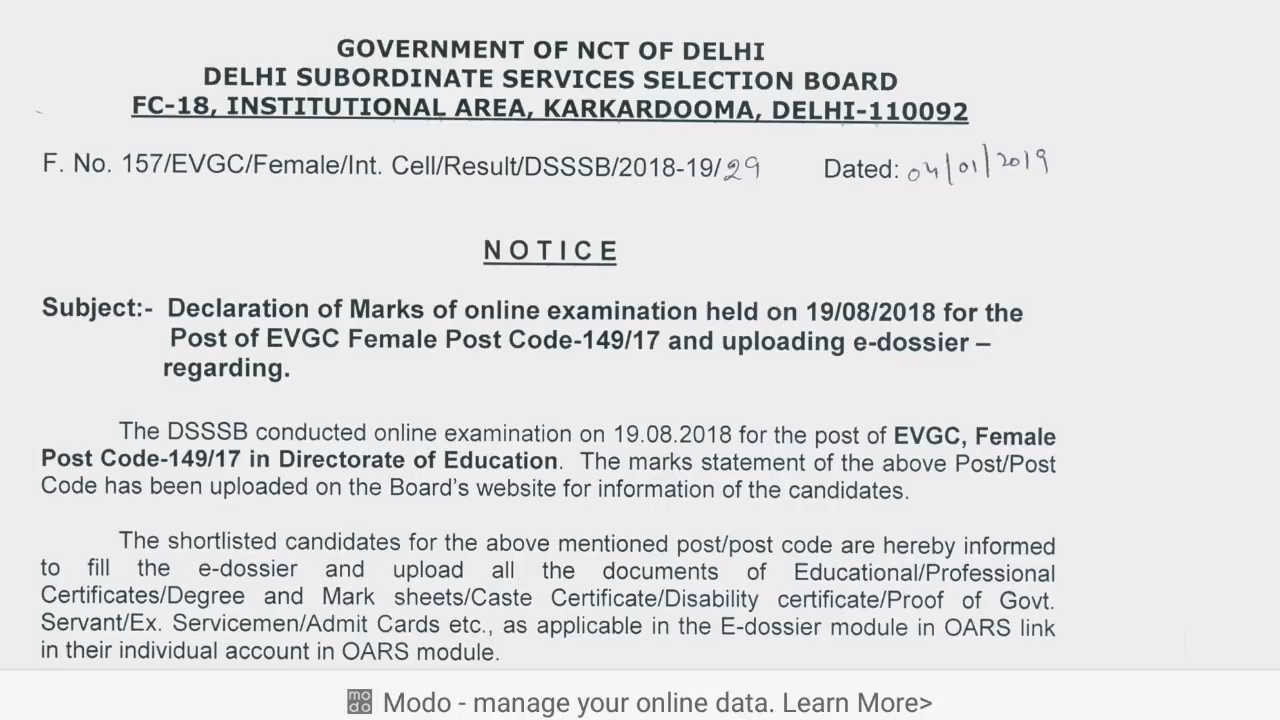 GOVERNMENT OF NCT OF DELHI
DELHI SUBORDINATE SERVICES SELECTION BOARD
FC-18, INSTITUTIONAL AREA, KARKARDOOMA, DELHI-110092
F. No. 157/EVGC/Female/Int. Cell/Result/DSSSB/2018-19/29 Dated: 04/01/2019
NOTICE
Subject:- Declaration of Marks of online examination held on 19/08/2018 for the
Post of EVGC Female Post Code-149/17 and uploading e-dossier –
regarding.
The DSSSB conducted online examination on 19.08.2018 for the post of EVGC, Female
Post Code-149/17 in Directorate of Education. The marks statement of the above Post/Post
Code has been uploaded on the Board's website for information of the candidates.
The shortlisted candidates for the above mentioned post/post code are hereby informed
to fill the e-dossier and upload all the documents of Educational/Professional
Certificates/Degree and Mark sheets/Caste Certificate/Disability certificate/Proof of Govt.
Servant/Ex. Servicemen/Admit Cards etc., as applicable in the E-dossier module in OARS link
in their individual account in OARS module.
modo Modo - manage your online data. Learn More>